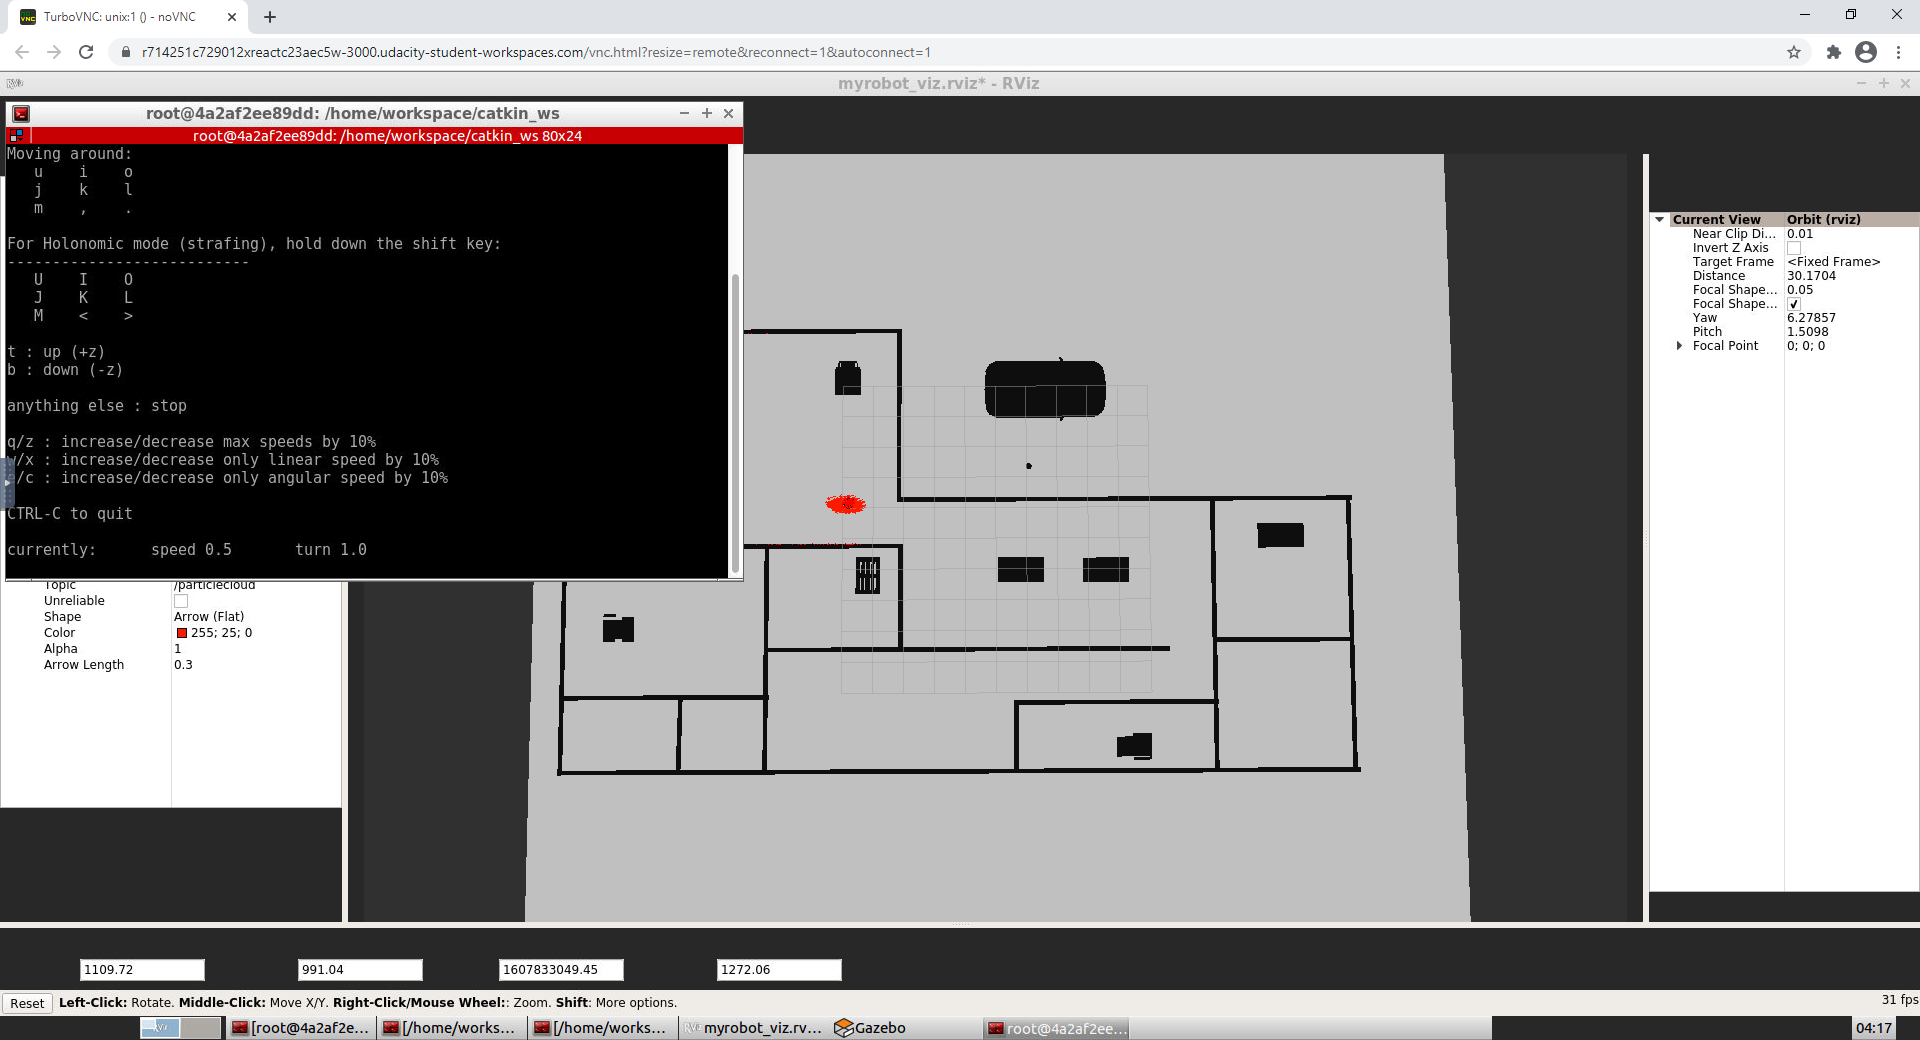 TurboVNC: unix:1 () - noVNC
r714251c729012xreactc23aec5w-3000.udacity-student-workspaces.com/vnc.html?resize=remote&reconnect=1&autoconnect=1
myrobot_viz.rviz* - RViz
root@4a2af2ee89dd: /home/workspace/catkin_ws
root@4a2af2ee89dd: /home/workspace/catkin_ws 80x24
Moving around:
u i o
j k l
m , .
For Holonomic mode (strafing), hold down the shift key:
---------------------------
U I O
J K L
M < >
t : up (+z)
b : down (-z)
anything else : stop
q/z : increase/decrease max speeds by 10%
w/x : increase/decrease only linear speed by 10%
/c : increase/decrease only angular speed by 10%
CTRL-C to quit
currently: speed 0.5 turn 1.0
Topic /particlecloud
Unreliable
Shape Arrow (Flat)
Color 255; 25; 0
Alpha 1
Arrow Length 0.3
Current View Orbit (rviz)
Near Clip Di... 0.01
Invert Z Axis
Target Frame <Fixed Frame>
Distance 30.1704
Focal Shape... 0.05
Focal Shape...
Yaw 6.27857
Pitch 1.5098
Focal Point 0; 0; 0
1109.72 991.04 1607833049.45 1272.06
Reset Left-Click: Rotate. Middle-Click: Move X/Y. Right-Click/Mouse Wheel:: Zoom. Shift: More options. 31 fps
[root@4a2af2e... [/home/works... [/home/works... myrobot_viz.rv... Gazebo root@4a2af2ee... 04:17